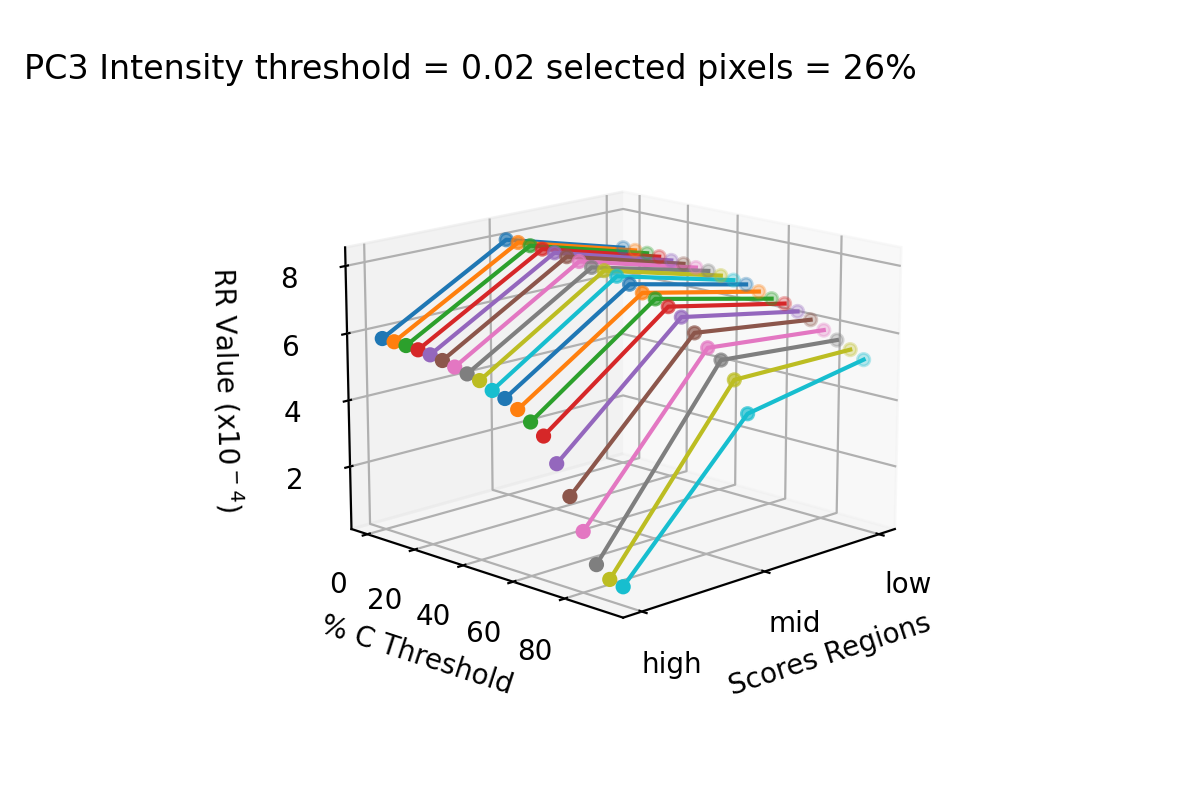 PC3 Intensity threshold = 0.02 selected pixels = 26%
RR Value (x10⁻⁴)
8
6
4
2
0
20
40
60
80
% C Threshold
high
mid
low
Scores Regions